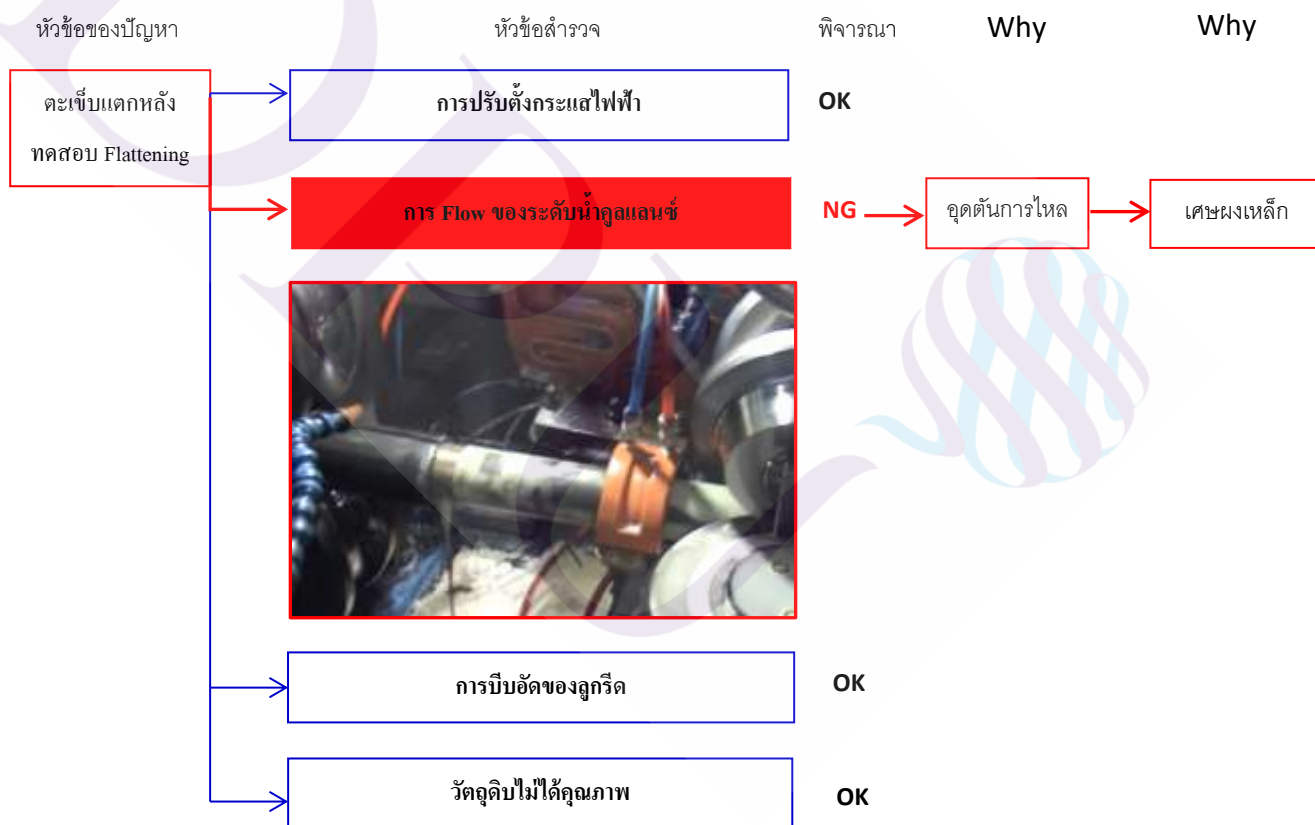 หัวข้อของปัญหา หัวข้อสำรวจ พิจารณา Why Why
ตะเข็บแตกหลัง
ทดสอบ Flattening
การปรับตั้งกระแสไฟฟ้า OK
การ Flow ของระดับน้ำคูลแลนซ์ NG อุดตันการไหล เศษผงเหล็ก
การบีบอัดของลูกรีด OK
วัตถุดิบไม่ได้คุณภาพ OK